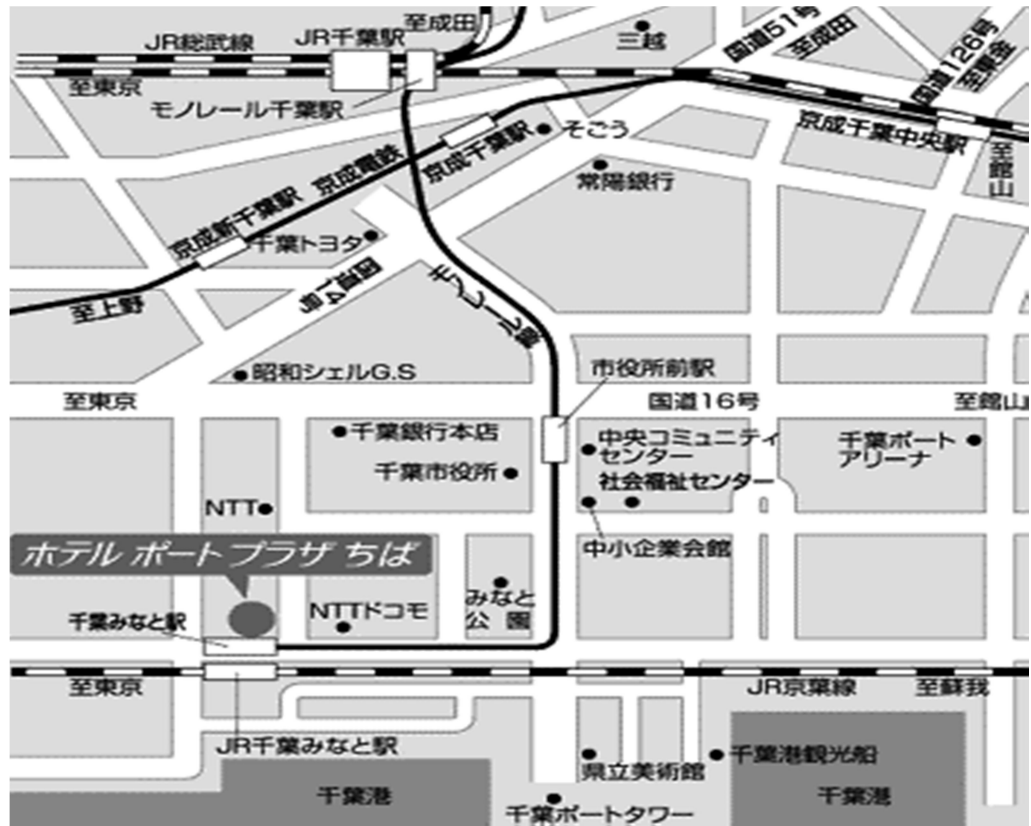 至成田
JR総武線
JR千葉駅
三越
国道51号
至成田
国道126号
至東金
至東京
モノレール千葉駅
そごう
京成千葉駅
京成千葉中央駅
至館山
京成電鉄
常陽銀行
京成新千葉駅
千葉トヨタ
国道14号
モノレール線
至上野
昭和シェルG.S
市役所前駅
至東京
国道16号
至館山
千葉銀行本店
中央コミュニティ
センター
千葉ポート
アリーナ
千葉市役所
社会福祉センター
NTT
ホテル ポートプラザ ちば
中小企業会館
みなと
公園
NTTドコモ
千葉みなと駅
至東京
JR京葉線
至蘇我
JR千葉みなと駅
県立美術館
千葉港観光船
千葉港
千葉港
千葉ポートタワー